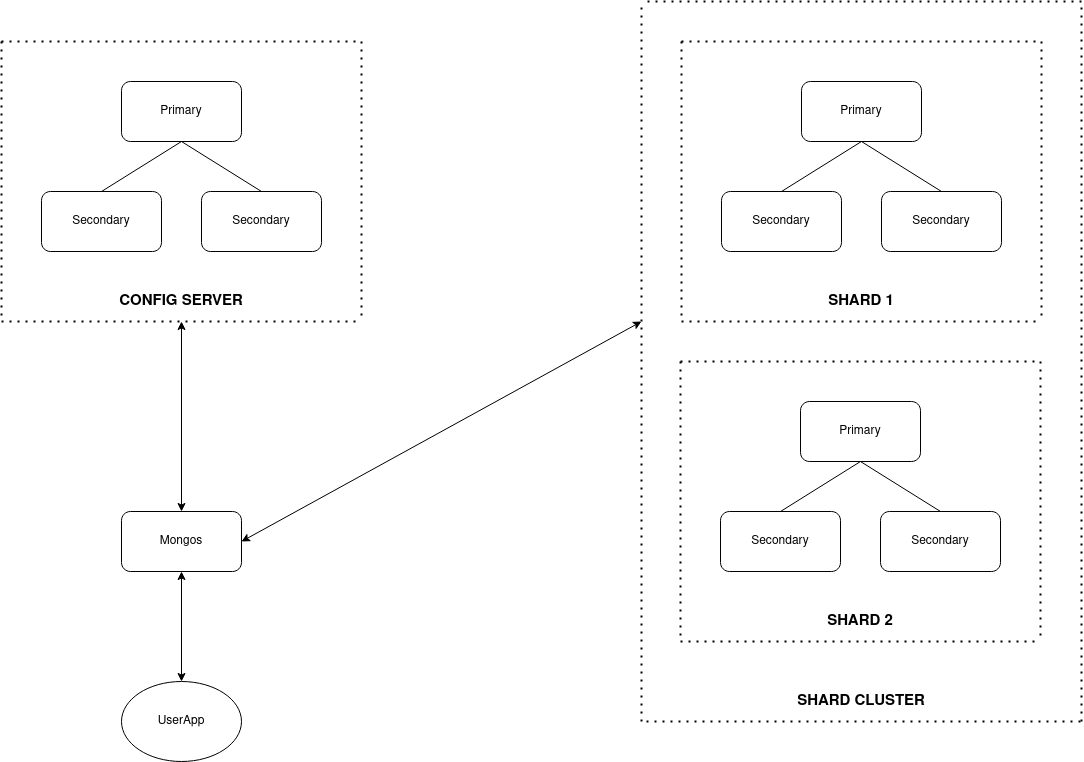 Primary
Secondary
Secondary
CONFIG SERVER
Mongos
UserApp
Primary
Secondary
Secondary
SHARD 1
Primary
Secondary
Secondary
SHARD 2
SHARD CLUSTER